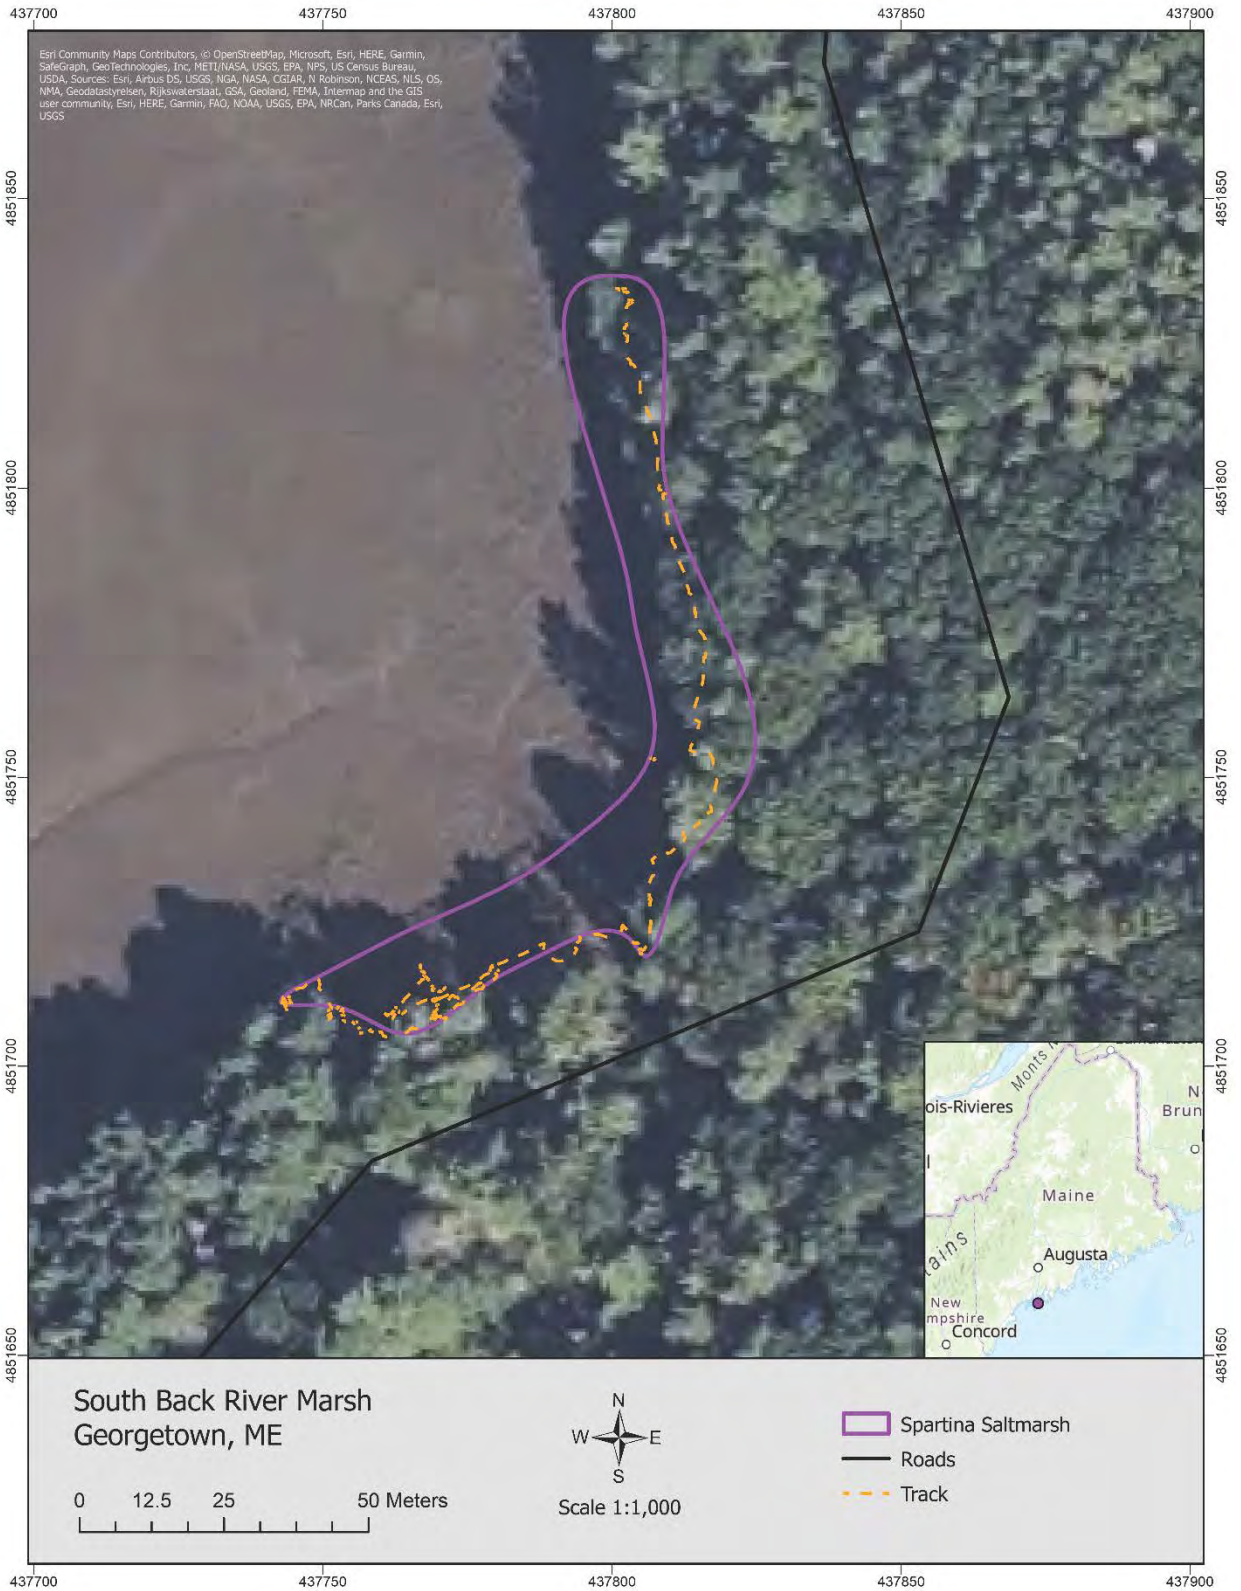 437700 437750 437800 437850 437900
Esri Community Maps Contributors, © OpenStreetMap, Microsoft, Esri, HERE, Garmin,
SafeGraph, GeoTechnologies, Inc, METI/NASA, USGS, EPA, NPS, US Census Bureau,
USDA, Sources: Esri, Airbus DS, USGS, NGA, NASA, CGIAR, N Robinson, NCEAS, NLS, OS,
NMA, Geodatastyrelsen, Rijkswaterstaat, GSA, Geoland, FEMA, Intermap and the GIS
user community, Esri, HERE, Garmin, FAO, NOAA, USGS, EPA, NRCan, Parks Canada, Esri,
USGS
4851850 4851850
4851800 4851800
4851750 4851750
4851700 4851700
4851650 4851650
Monts
ois-Rivieres
N
Brun
Maine
tains
Augusta
New
mpshire
Concord
South Back River Marsh
Georgetown, ME
0 12.5 25 50 Meters
N
W E
S
Scale 1:1,000
Spartina Saltmarsh
Roads
Track
437700 437750 437800 437850 437900